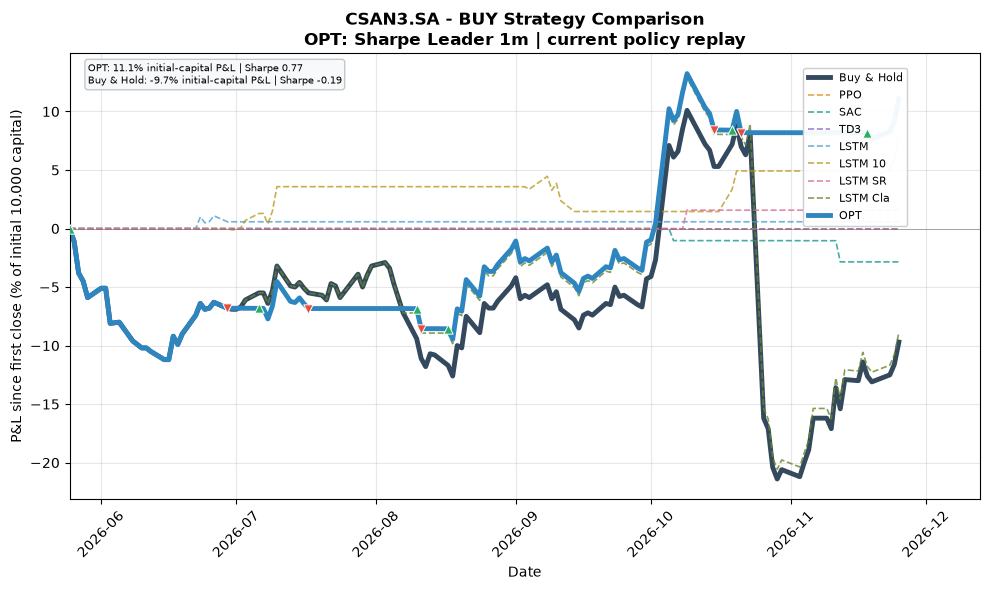 CSAN3.SA - BUY Strategy Comparison
OPT: Sharpe Leader 1m | current policy replay
OPT: 11.1% initial-capital P&L | Sharpe 0.77
Buy & Hold: -9.7% initial-capital P&L | Sharpe -0.19
Buy & Hold
PPO
SAC
TD3
LSTM
LSTM 10
LSTM SR
LSTM Cla
OPT
P&L since first close (% of initial 10,000 capital)
10
5
0
−5
−10
−15
−20
2026-06
2026-07
2026-08
2026-09
2026-10
2026-11
2026-12
Date